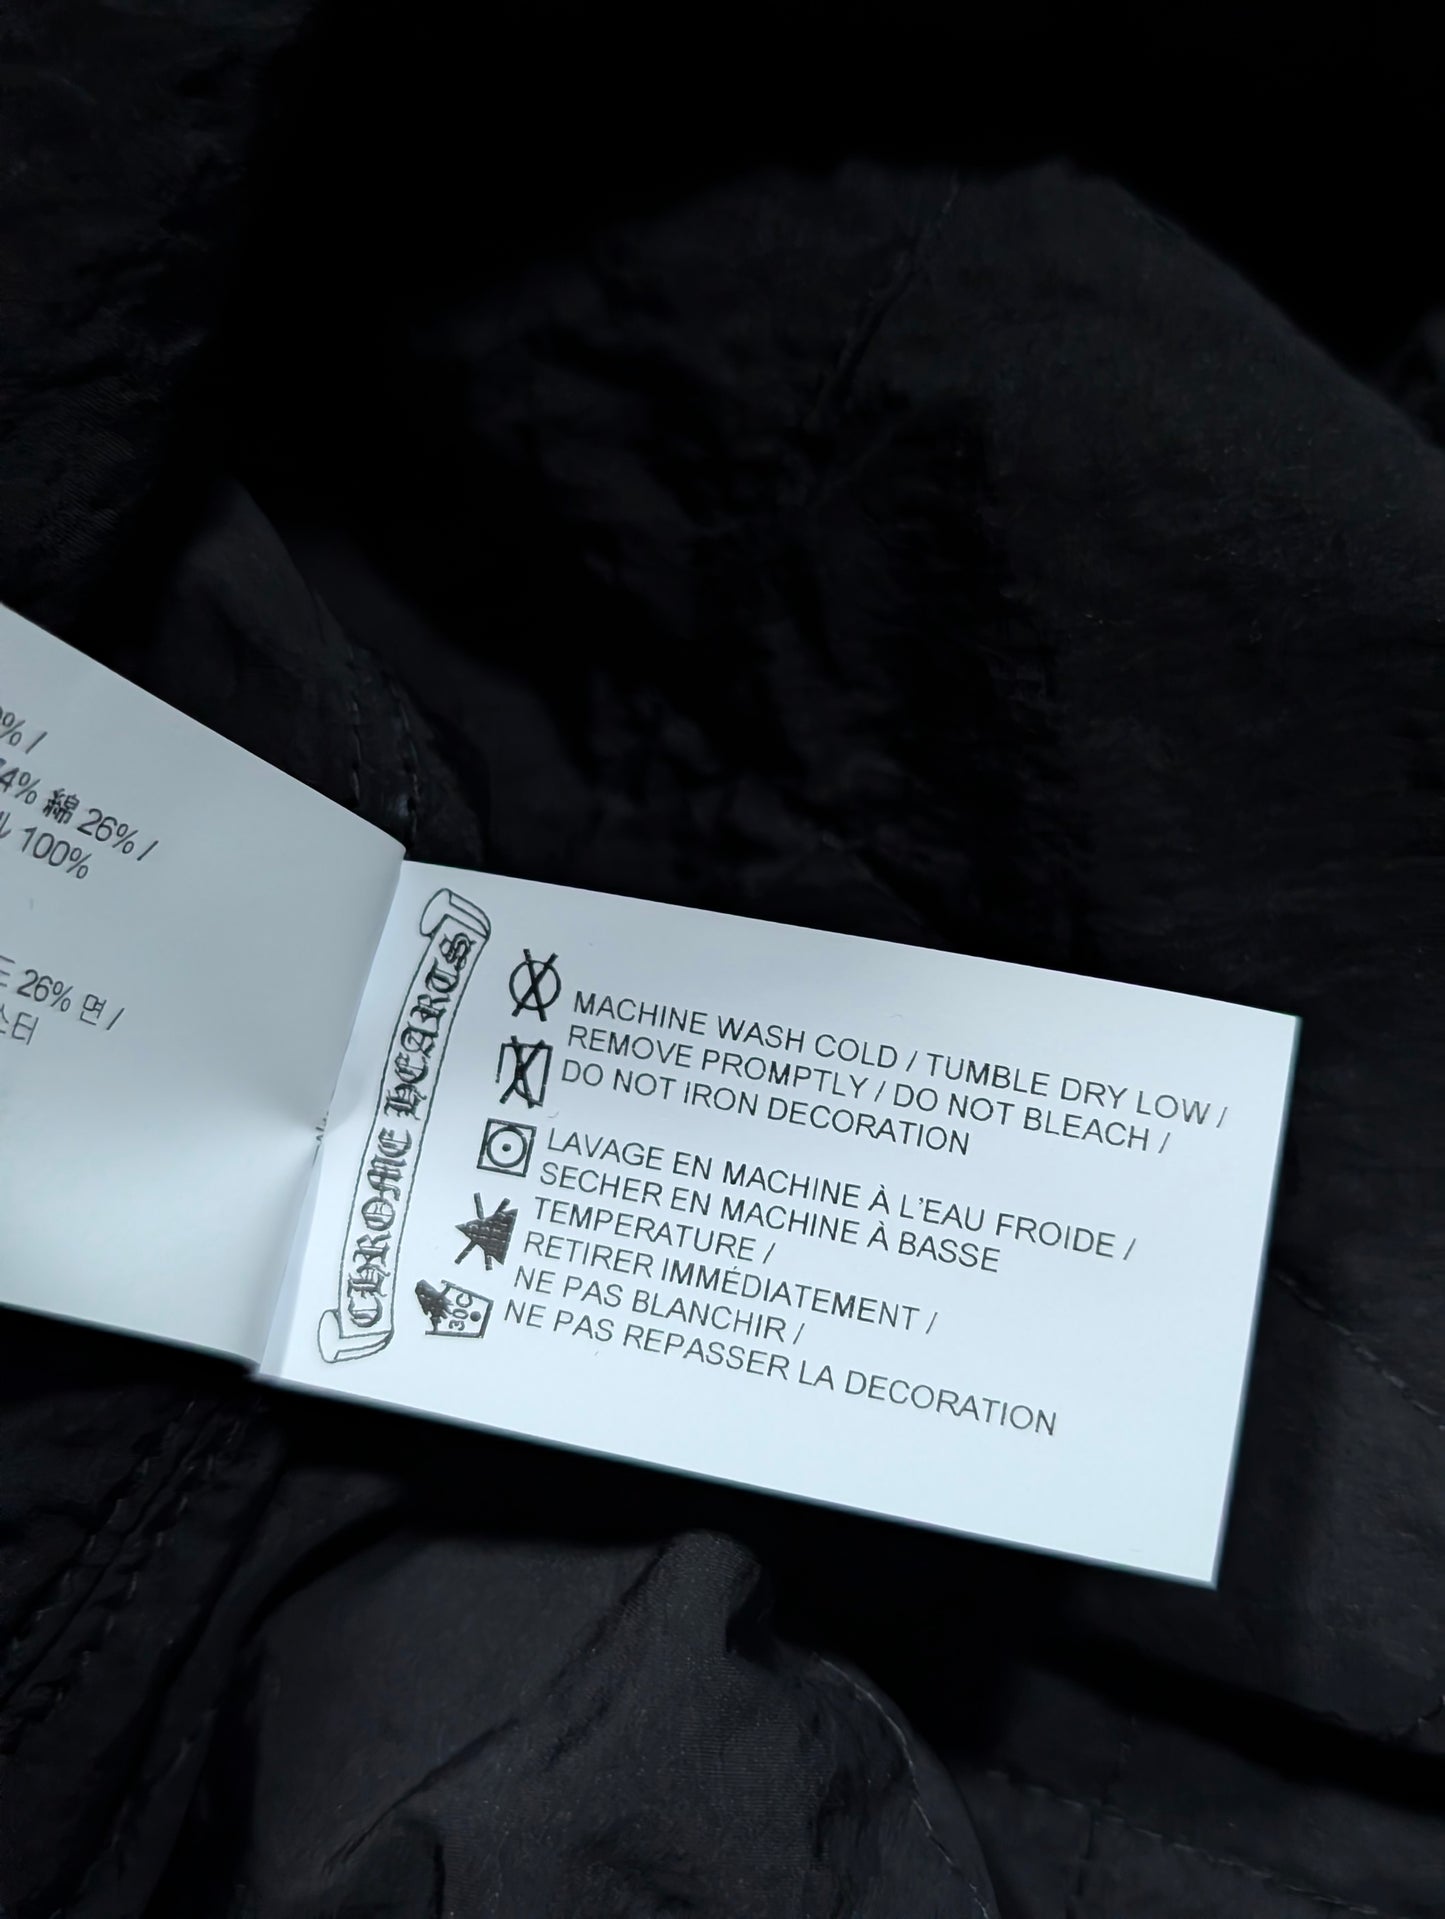 % /
4% 綿 26% /
ル 100%
26% 면 /
스터
CHROME HEARTS
MACHINE WASH COLD / TUMBLE DRY LOW /
REMOVE PROMPTLY / DO NOT BLEACH /
DO NOT IRON DECORATION
LAVAGE EN MACHINE À L'EAU FROIDE /
SECHER EN MACHINE À BASSE
TEMPERATURE /
RETIRER IMMÉDIATEMENT /
NE PAS BLANCHIR /
NE PAS REPASSER LA DECORATION
30C